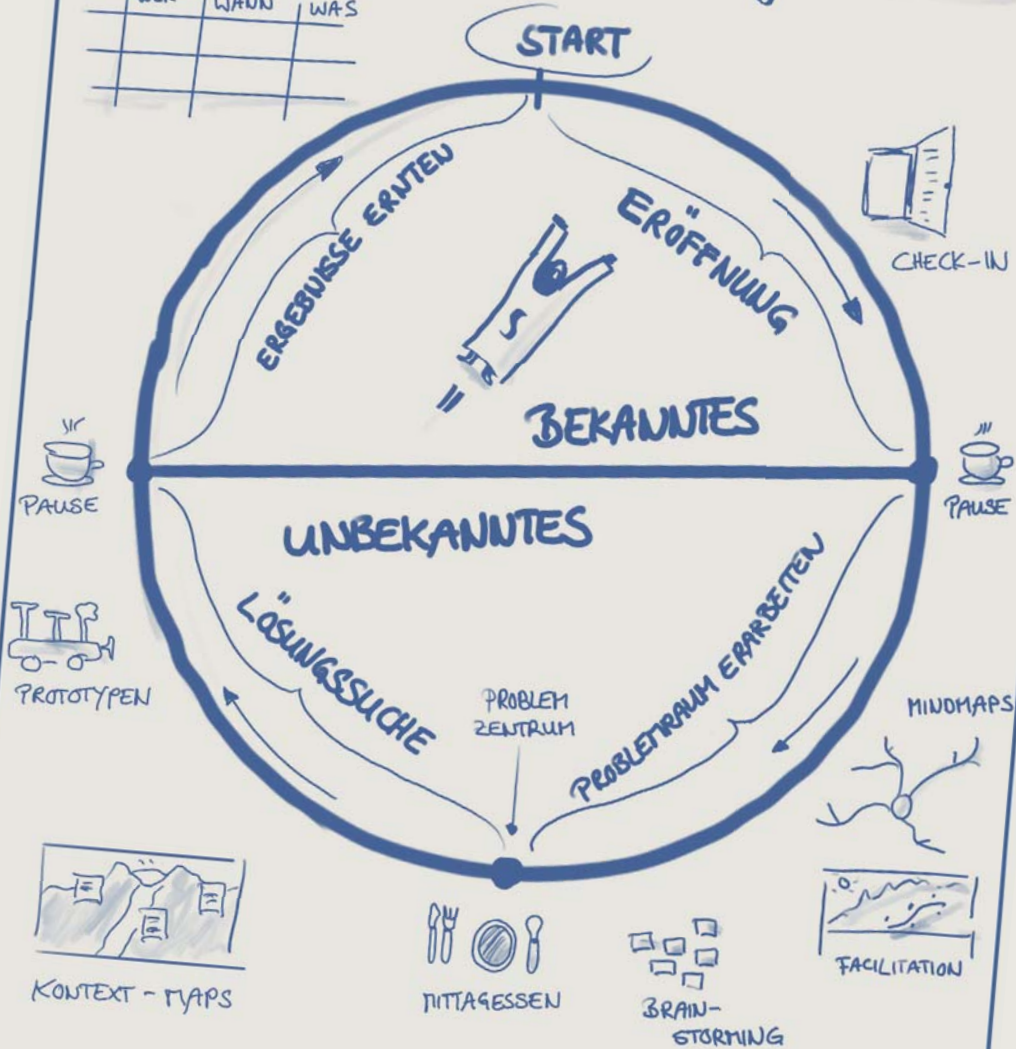 WANN
WAS
START
ERGEBNISSE ERNTEN
ERÖFFNUNG
CHECK-IN
S
BEKANNTES
PAUSE
PAUSE
UNBEKANNTES
LÖSUNGSSUCHE
PROBLEMRAUM ERARBEITEN
PROTOTYPEN
PROBLEM
ZENTRUM
MINDMAPS
KONTEXT-MAPS
MITTAGESSEN
BRAIN-
STORMING
FACILITATION